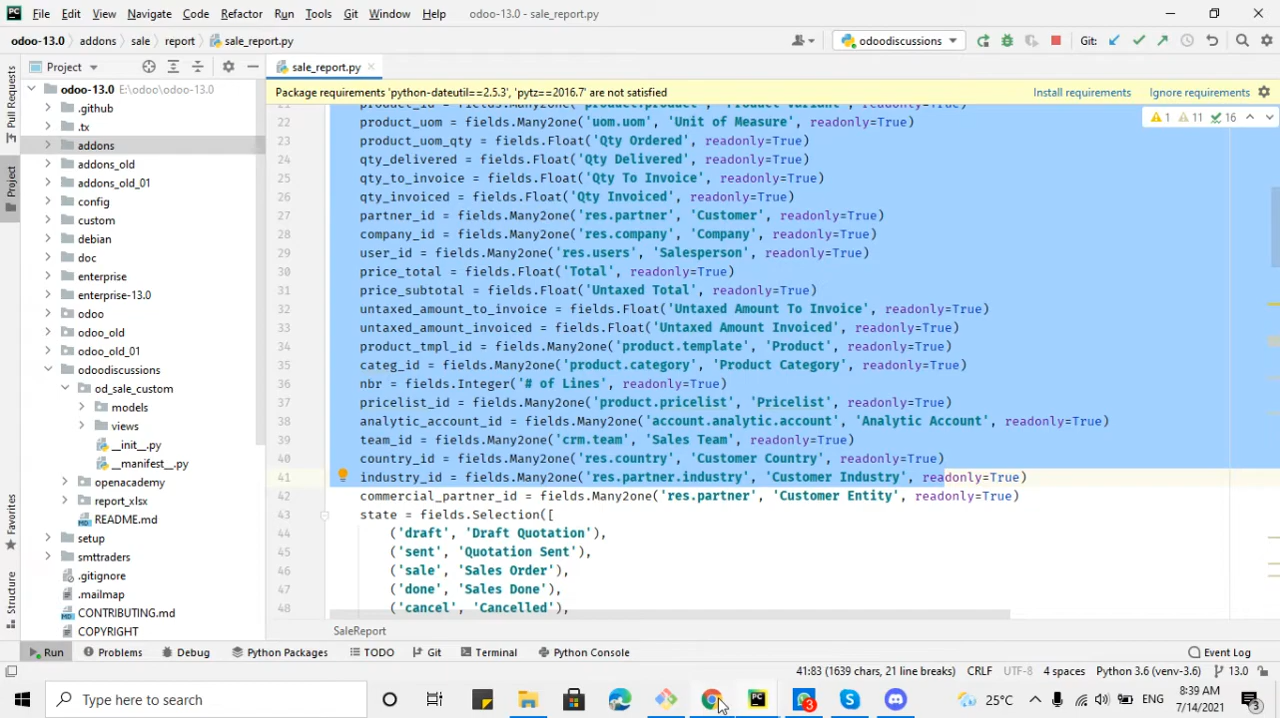 File Edit View Navigate Code Refactor Run Tools Git Window Help odoo-13.0 - sale_report.py
odoo-13.0 addons sale report sale_report.py odoodiscussions Git:
Project sale_report.py
Package requirements 'python-dateutil==2.5.3', 'pytz==2016.7' are not satisfied Install requirements Ignore requirements
1 11 16
Pull Requests
Project
Favorites
Structure
odoo-13.0 E:\odoo\odoo-13.0
.github
.tx
addons
addons_old
addons_old_01
config
custom
debian
doc
enterprise
enterprise-13.0
odoo
odoo_old
odoo_old_01
odoodiscussions
od_sale_custom
models
views
__init__.py
__manifest__.py
openacademy
report_xlsx
README.md
setup
smttraders
.gitignore
.mailmap
CONTRIBUTING.md
COPYRIGHT
21 product_id = fields.Many2one('product.product', 'Product Variant', readonly=True)
22 product_uom = fields.Many2one('uom.uom', 'Unit of Measure', readonly=True)
23 product_uom_qty = fields.Float('Qty Ordered', readonly=True)
24 qty_delivered = fields.Float('Qty Delivered', readonly=True)
25 qty_to_invoice = fields.Float('Qty To Invoice', readonly=True)
26 qty_invoiced = fields.Float('Qty Invoiced', readonly=True)
27 partner_id = fields.Many2one('res.partner', 'Customer', readonly=True)
28 company_id = fields.Many2one('res.company', 'Company', readonly=True)
29 user_id = fields.Many2one('res.users', 'Salesperson', readonly=True)
30 price_total = fields.Float('Total', readonly=True)
31 price_subtotal = fields.Float('Untaxed Total', readonly=True)
32 untaxed_amount_to_invoice = fields.Float('Untaxed Amount To Invoice', readonly=True)
33 untaxed_amount_invoiced = fields.Float('Untaxed Amount Invoiced', readonly=True)
34 product_tmpl_id = fields.Many2one('product.template', 'Product', readonly=True)
35 categ_id = fields.Many2one('product.category', 'Product Category', readonly=True)
36 nbr = fields.Integer('# of Lines', readonly=True)
37 pricelist_id = fields.Many2one('product.pricelist', 'Pricelist', readonly=True)
38 analytic_account_id = fields.Many2one('account.analytic.account', 'Analytic Account', readonly=True)
39 team_id = fields.Many2one('crm.team', 'Sales Team', readonly=True)
40 country_id = fields.Many2one('res.country', 'Customer Country', readonly=True)
41 industry_id = fields.Many2one('res.partner.industry', 'Customer Industry', readonly=True)
42 commercial_partner_id = fields.Many2one('res.partner', 'Customer Entity', readonly=True)
43 state = fields.Selection([
44 ('draft', 'Draft Quotation'),
45 ('sent', 'Quotation Sent'),
46 ('sale', 'Sales Order'),
47 ('done', 'Sales Done'),
48 ('cancel', 'Cancelled'),
SaleReport
Run Problems Debug Python Packages TODO Git Terminal Python Console Event Log
41:83 (1639 chars, 21 line breaks) CRLF UTF-8 4 spaces Python 3.6 (venv-3.6) 13.0
Type here to search 3 25°C ENG 8:39 AM
7/14/2021 3